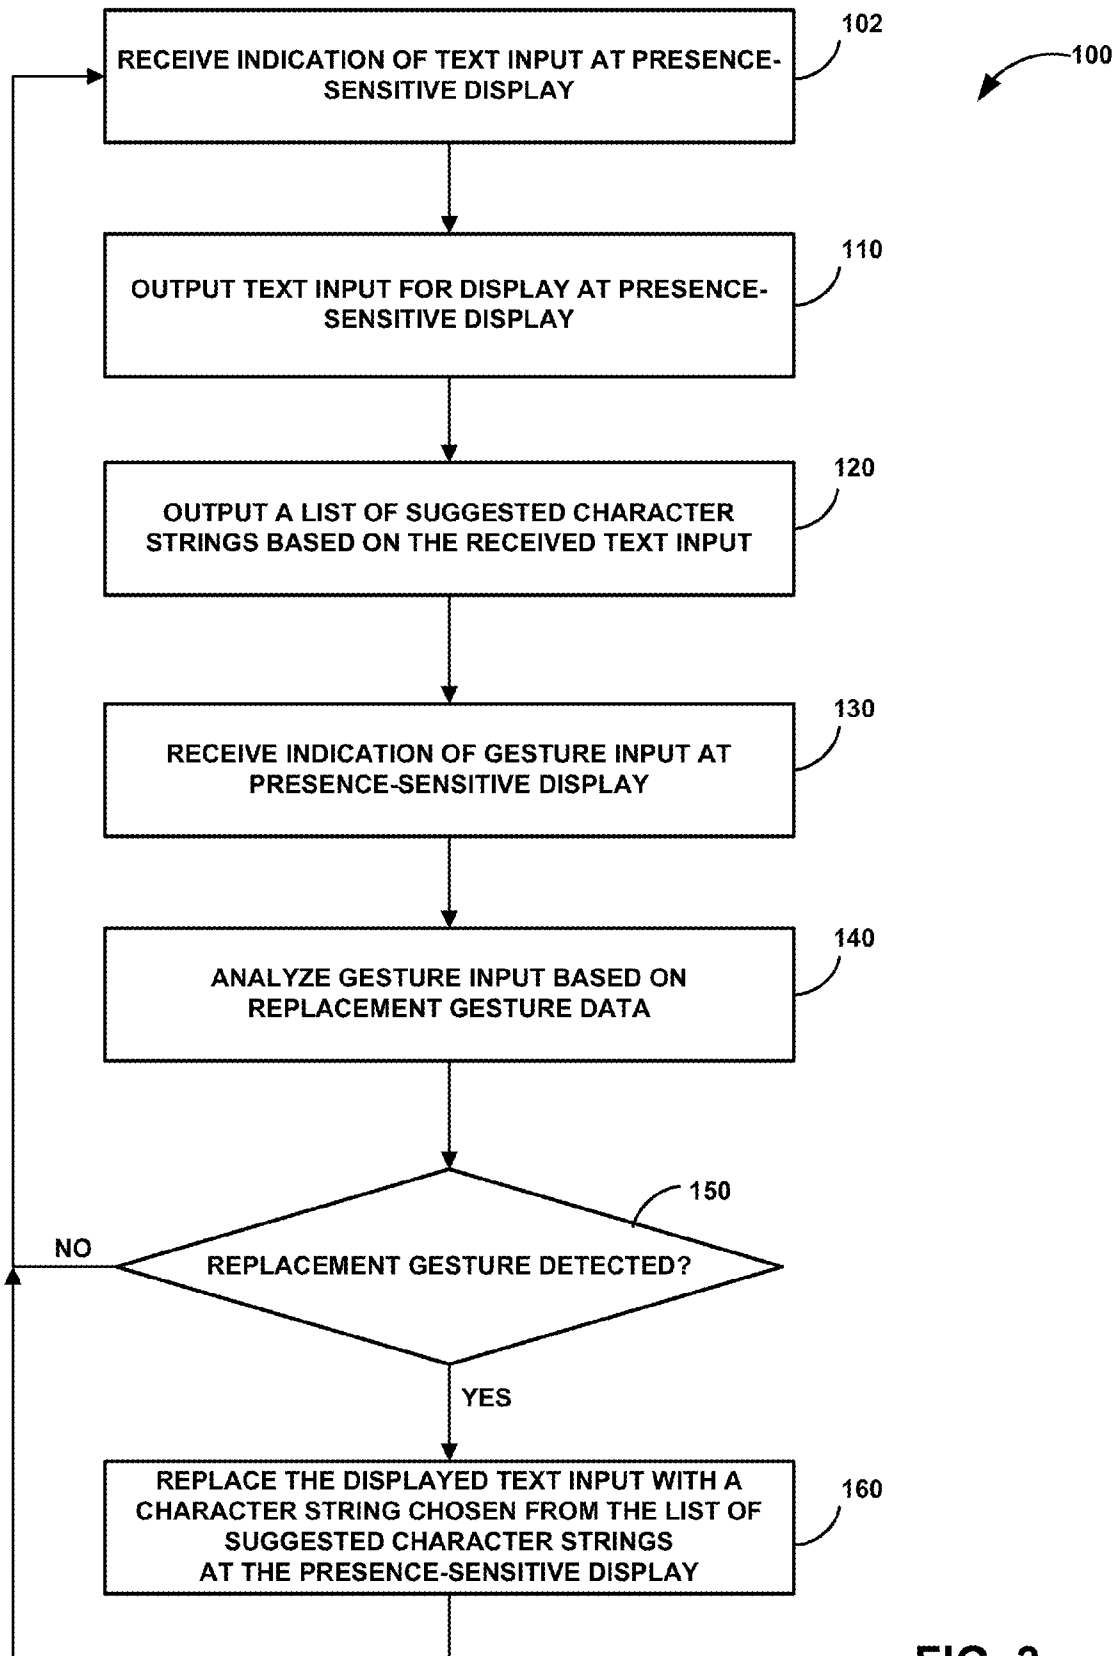 102
RECEIVE INDICATION OF TEXT INPUT AT PRESENCE-
SENSITIVE DISPLAY
100
110
OUTPUT TEXT INPUT FOR DISPLAY AT PRESENCE-
SENSITIVE DISPLAY
120
OUTPUT A LIST OF SUGGESTED CHARACTER
STRINGS BASED ON THE RECEIVED TEXT INPUT
130
RECEIVE INDICATION OF GESTURE INPUT AT
PRESENCE-SENSITIVE DISPLAY
140
ANALYZE GESTURE INPUT BASED ON
REPLACEMENT GESTURE DATA
150
NO
REPLACEMENT GESTURE DETECTED?
YES
160
REPLACE THE DISPLAYED TEXT INPUT WITH A
CHARACTER STRING CHOSEN FROM THE LIST OF
SUGGESTED CHARACTER STRINGS
AT THE PRESENCE-SENSITIVE DISPLAY
FIG.